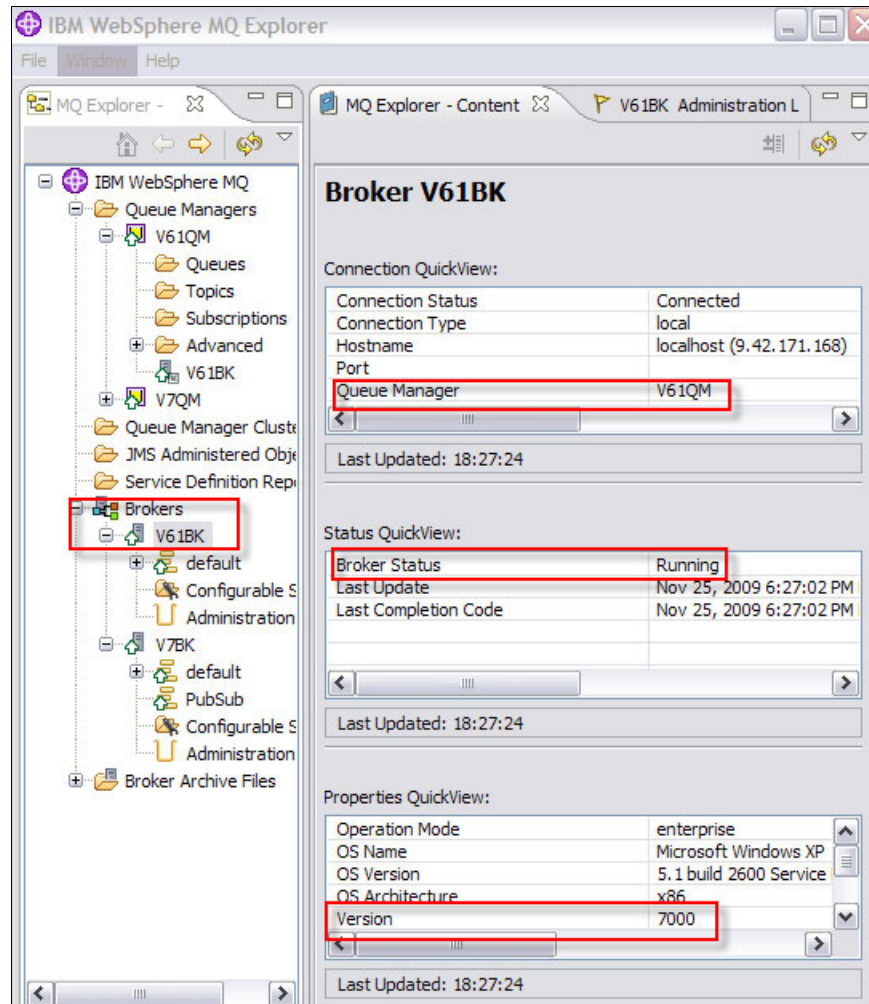 IBM WebSphere MQ Explorer
File Window Help
MQ Explorer -
MQ Explorer - Content
V61BK Administration L
IBM WebSphere MQ
Queue Managers
V61QM
Queues
Topics
Subscriptions
Advanced
V61BK
V7QM
Queue Manager Cluste
JMS Administered Obje
Service Definition Rep
Brokers
V61BK
default
Configurable S
Administration
V7BK
default
PubSub
Configurable S
Administration
Broker Archive Files
Broker V61BK
Connection QuickView:
Connection Status Connected
Connection Type local
Hostname localhost (9.42.171.168)
Port
Queue Manager V61QM
Last Updated: 18:27:24
Status QuickView:
Broker Status Running
Last Update Nov 25, 2009 6:27:02 PM
Last Completion Code Nov 25, 2009 6:27:02 PM
Last Updated: 18:27:24
Properties QuickView:
Operation Mode enterprise
OS Name Microsoft Windows XP
OS Version 5.1 build 2600 Service
OS Architecture x86
Version 7000
Last Updated: 18:27:24